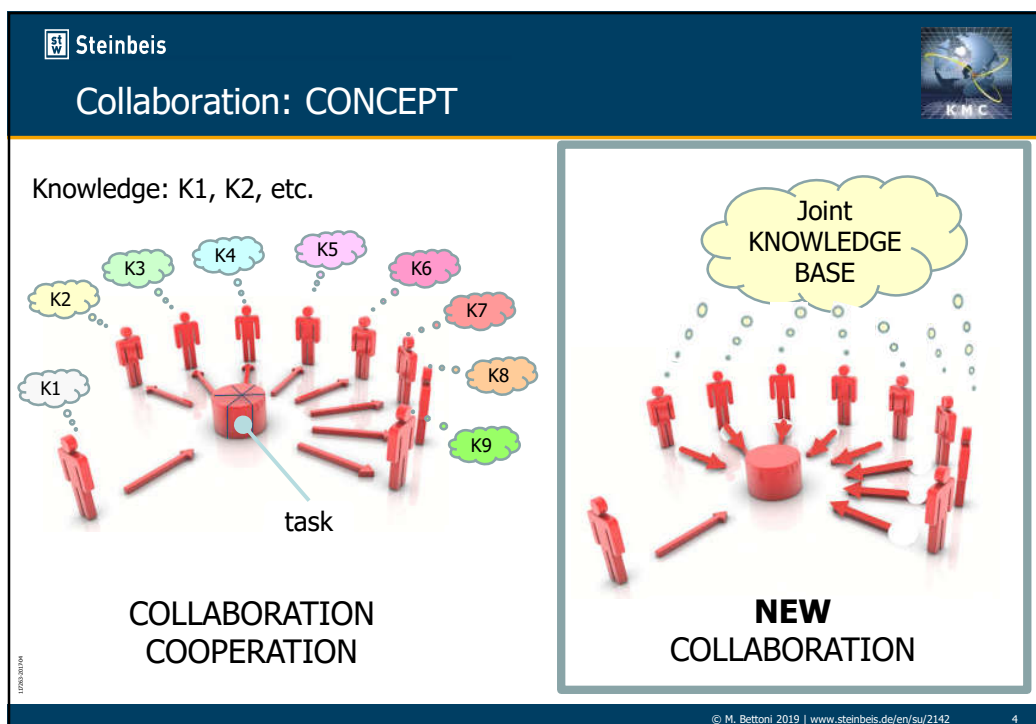 Steinbeis
Collaboration: CONCEPT
KMC
Knowledge: K1, K2, etc.
K1
K2
K3
K4
K5
K6
K7
K8
K9
task
COLLABORATION
COOPERATION
Joint
KNOWLEDGE
BASE
NEW
COLLABORATION
© M. Bettoni 2019 | www.steinbeis.de/en/su/2142
4